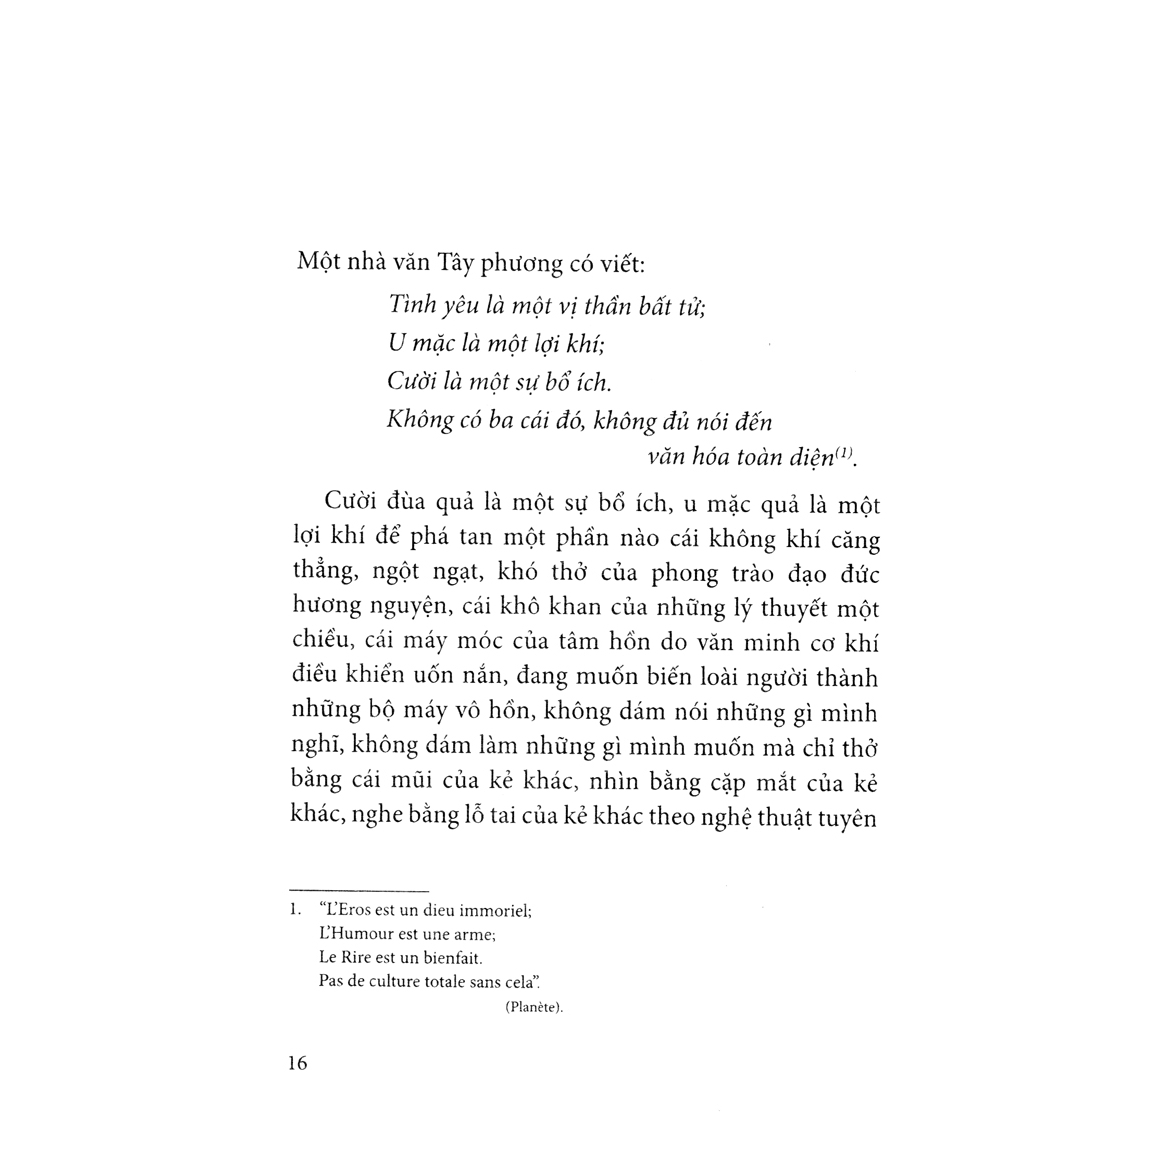 Một nhà văn Tây phương có viết:
Tình yêu là một vị thần bất tử;
U mặc là một lợi khí;
Cười là một sự bổ ích.
Không có ba cái đó, không đủ nói đến
văn hóa toàn diện(1).
Cười đùa quả là một sự bổ ích, u mặc quả là một
lợi khí để phá tan một phần nào cái không khí căng
thẳng, ngột ngạt, khó thở của phong trào đạo đức
hương nguyện, cái khô khan của những lý thuyết một
chiều, cái máy móc của tâm hồn do văn minh cơ khí
điều khiển uốn nắn, đang muốn biến loài người thành
những bộ máy vô hồn, không dám nói những gì mình
nghĩ, không dám làm những gì mình muốn mà chỉ thở
bằng cái mũi của kẻ khác, nhìn bằng cặp mắt của kẻ
khác, nghe bằng lỗ tai của kẻ khác theo nghệ thuật tuyên
1. “L’Eros est un dieu immoriel;
L’Humour est une arme;
Le Rire est un bienfait.
Pas de culture totale sans cela”.
(Planète).
16